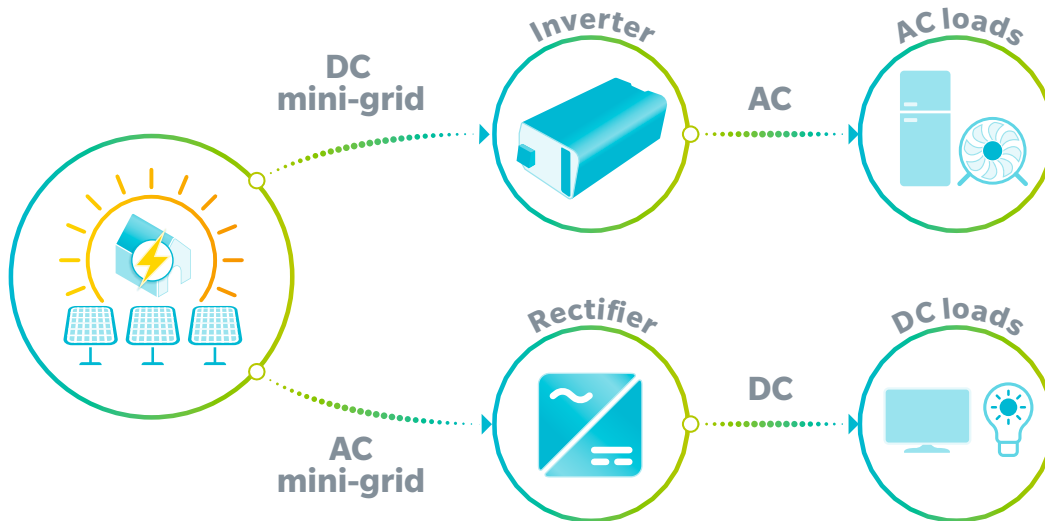 Inverter
AC loads
DC
mini-grid
AC
Rectifier
DC loads
DC
AC
mini-grid